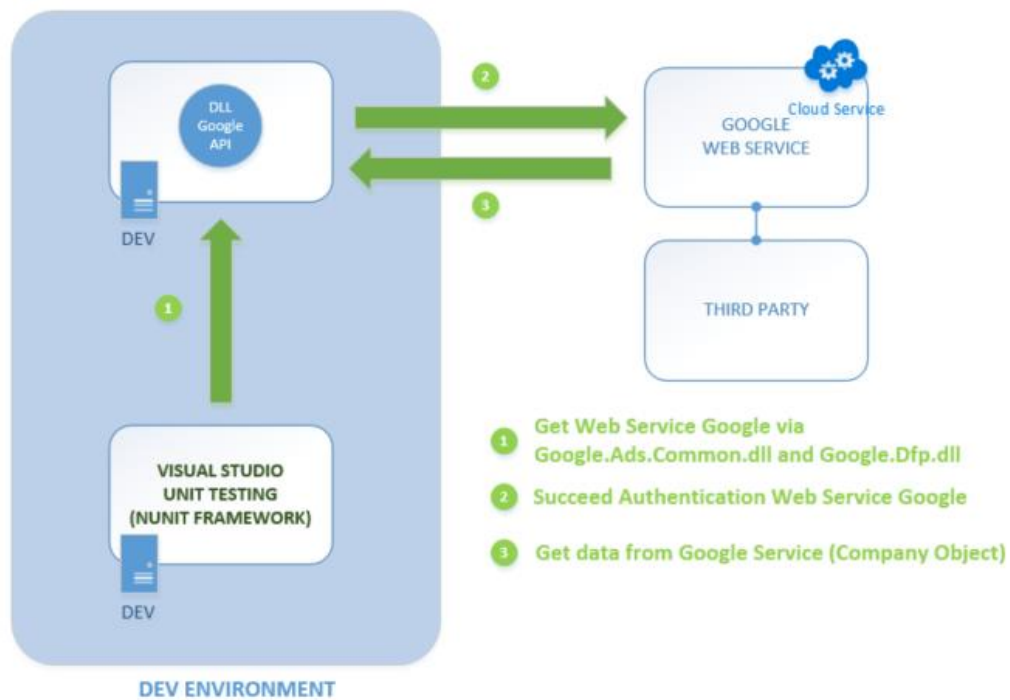 DLL
Google
API
DEV
2
3
1
Cloud Service
GOOGLE
WEB SERVICE
THIRD PARTY
VISUAL STUDIO
UNIT TESTING
(NUNIT FRAMEWORK)
DEV
DEV ENVIRONMENT
1 Get Web Service Google via
Google.Ads.Common.dll and Google.Dfp.dll
2 Succeed Authentication Web Service Google
3 Get data from Google Service (Company Object)